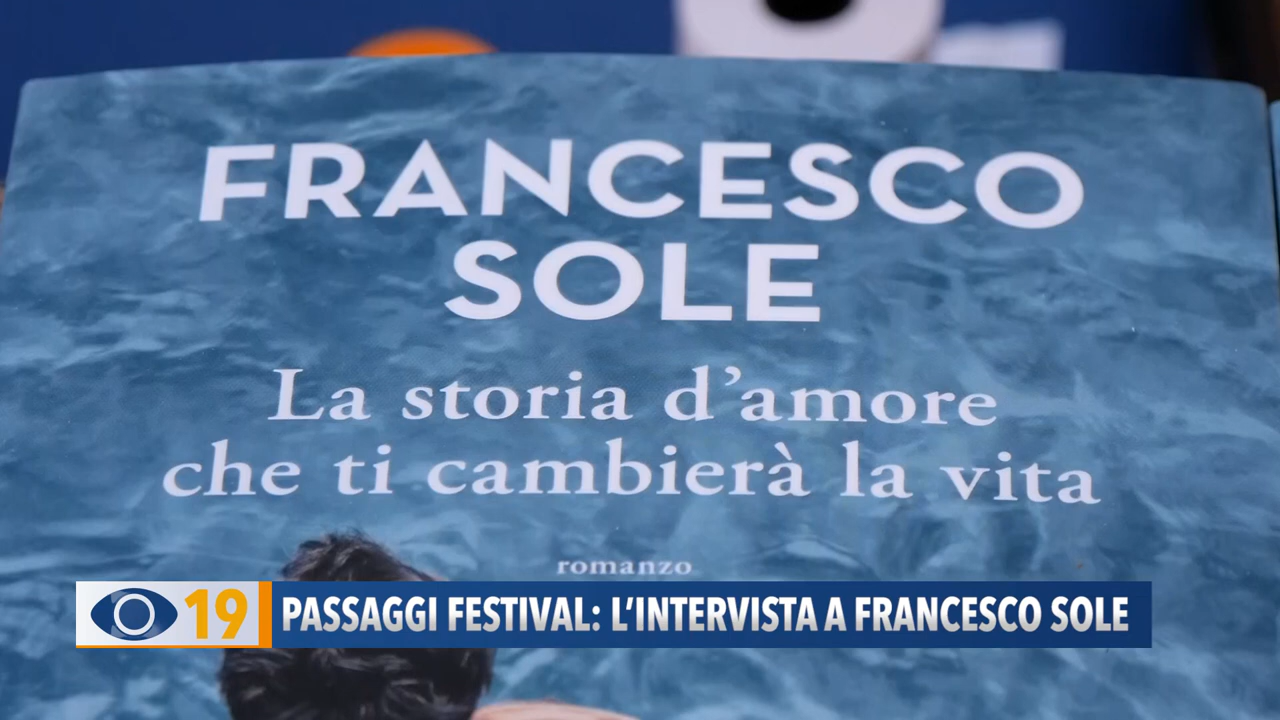 FRANCESCO
SOLE
La storia d’amore
che ti cambierà la vita
romanzo
19
PASSAGGI FESTIVAL: L’INTERVISTA A FRANCESCO SOLE